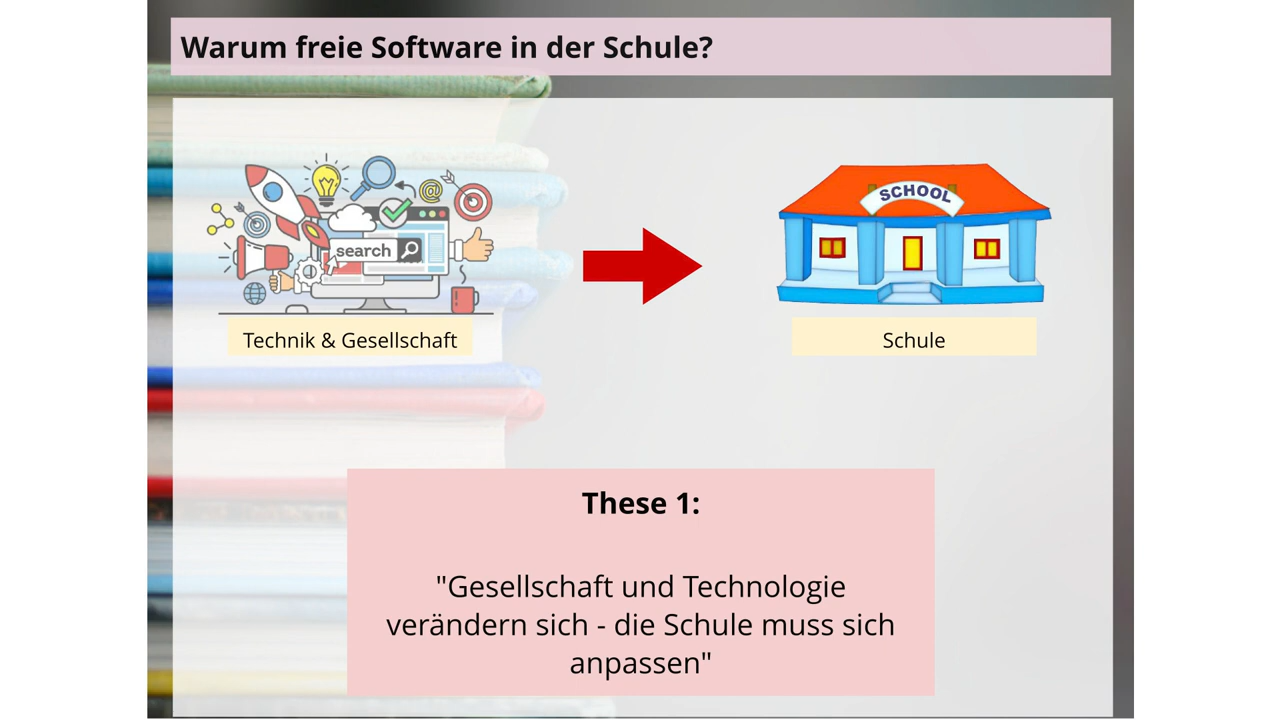 Warum freie Software in der Schule?
@
search
SCHOOL
Technik & Gesellschaft
Schule
These 1:
"Gesellschaft und Technologie
verändern sich - die Schule muss sich
anpassen"